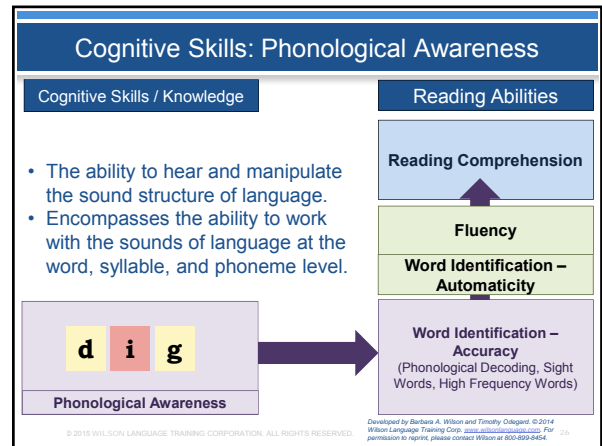 Cognitive Skills: Phonological Awareness
Cognitive Skills / Knowledge
• The ability to hear and manipulate
the sound structure of language.
• Encompasses the ability to work
with the sounds of language at the
word, syllable, and phoneme level.
d i g
Phonological Awareness
Reading Abilities
Reading Comprehension
Fluency
Word Identification –
Automaticity
Word Identification –
Accuracy
(Phonological Decoding, Sight
Words, High Frequency Words)
© 2015 WILSON LANGUAGE TRAINING CORPORATION. ALL RIGHTS RESERVED.
Developed by Barbara A. Wilson and Timothy Odegard. ©2014
Wilson Language Training Corp. www.wilsonlanguage.com. For
permission to reprint, please contact Wilson at 800-899-8454.
26